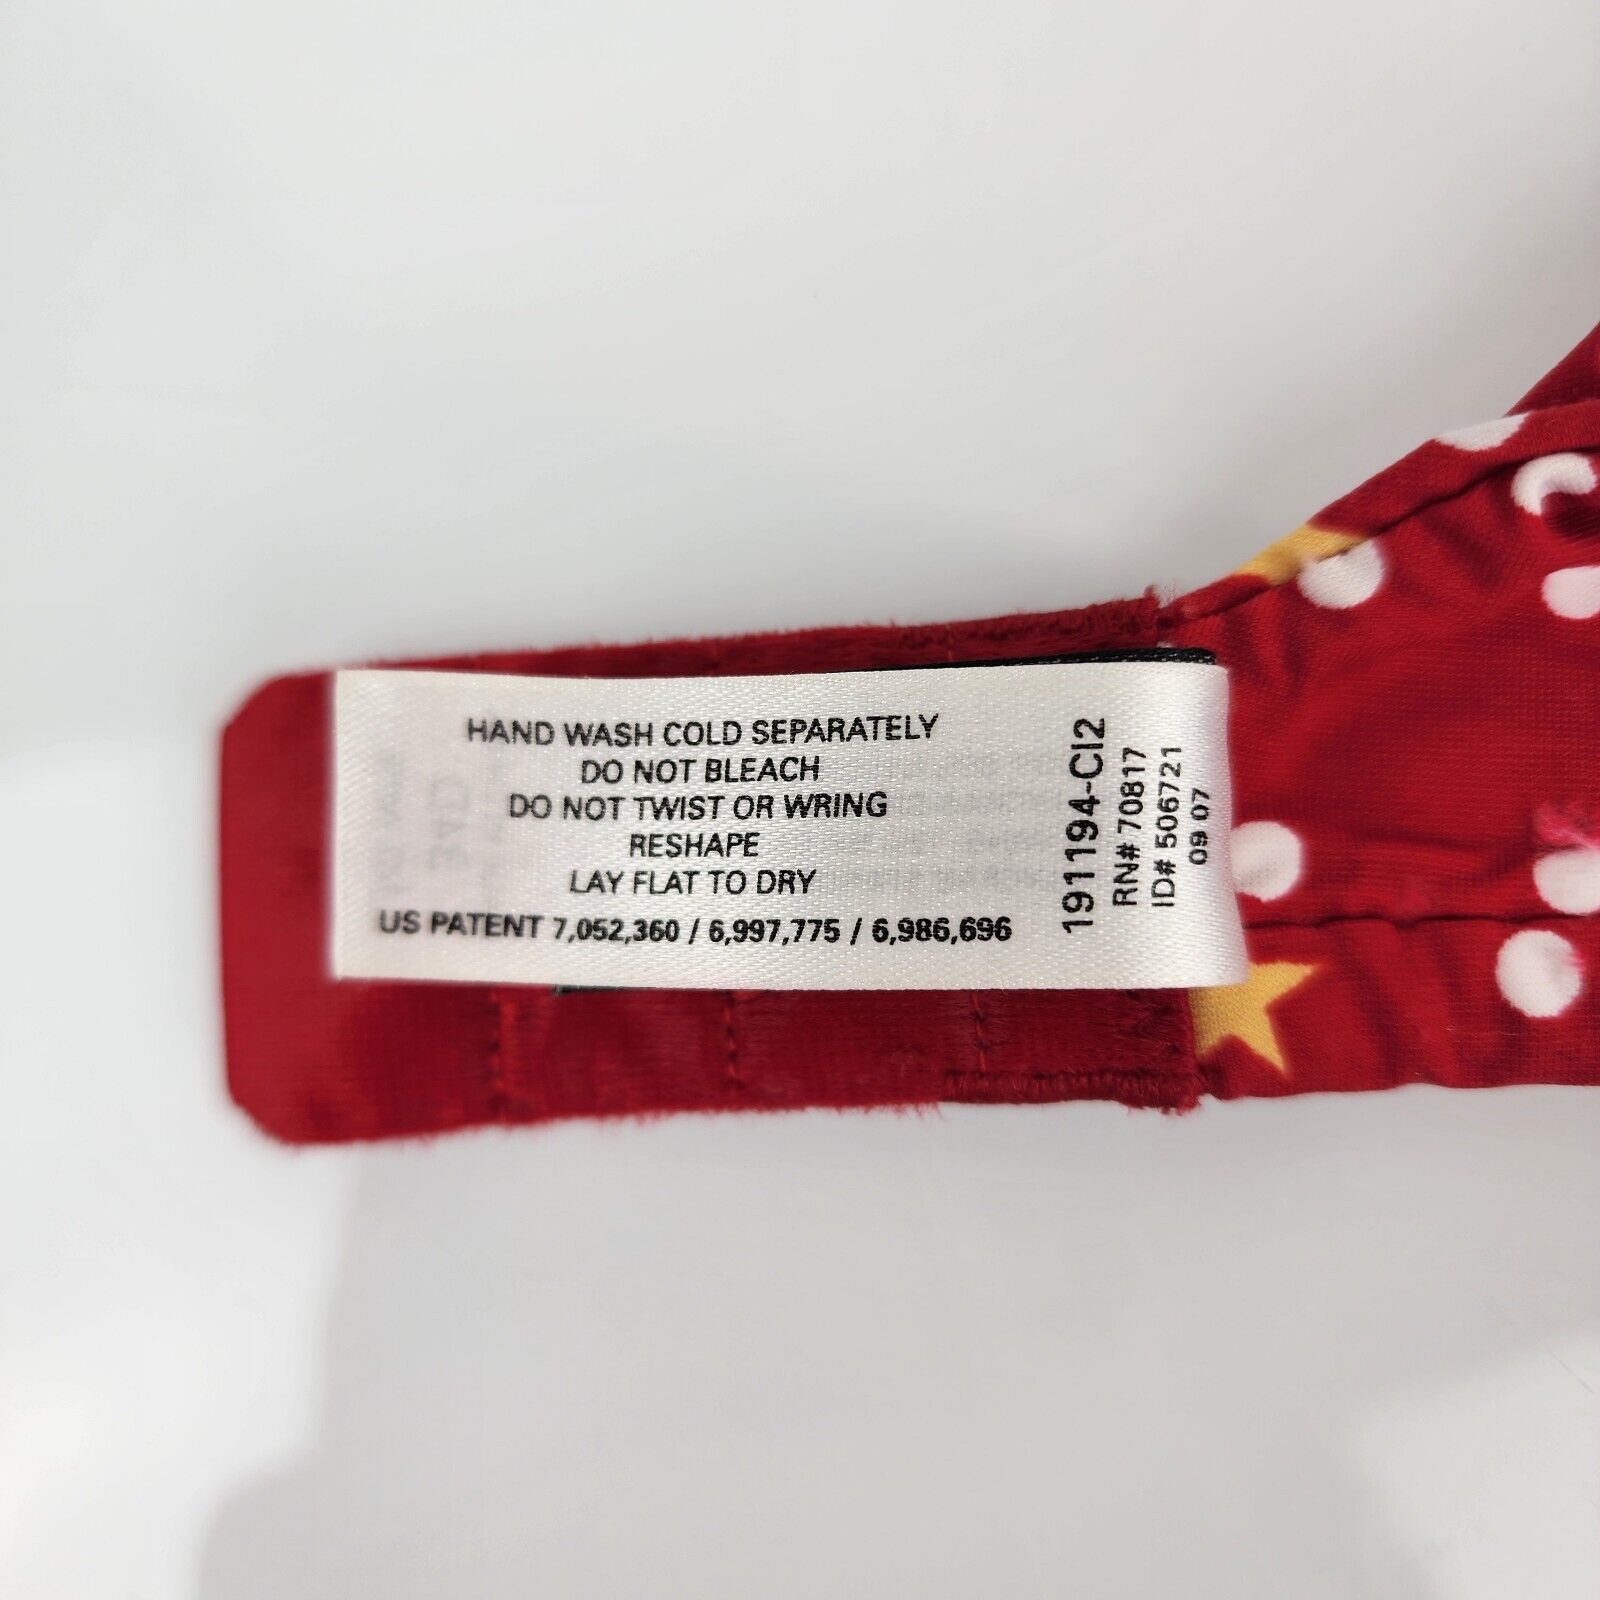 HAND WASH COLD SEPARATELY
DO NOT BLEACH
DO NOT TWIST OR WRING
RESHAPE
LAY FLAT TO DRY
US PATENT 7,052,360 / 6,997,775 / 6,986,696
191194-CI2
RN# 70817
ID# 506721
09 07